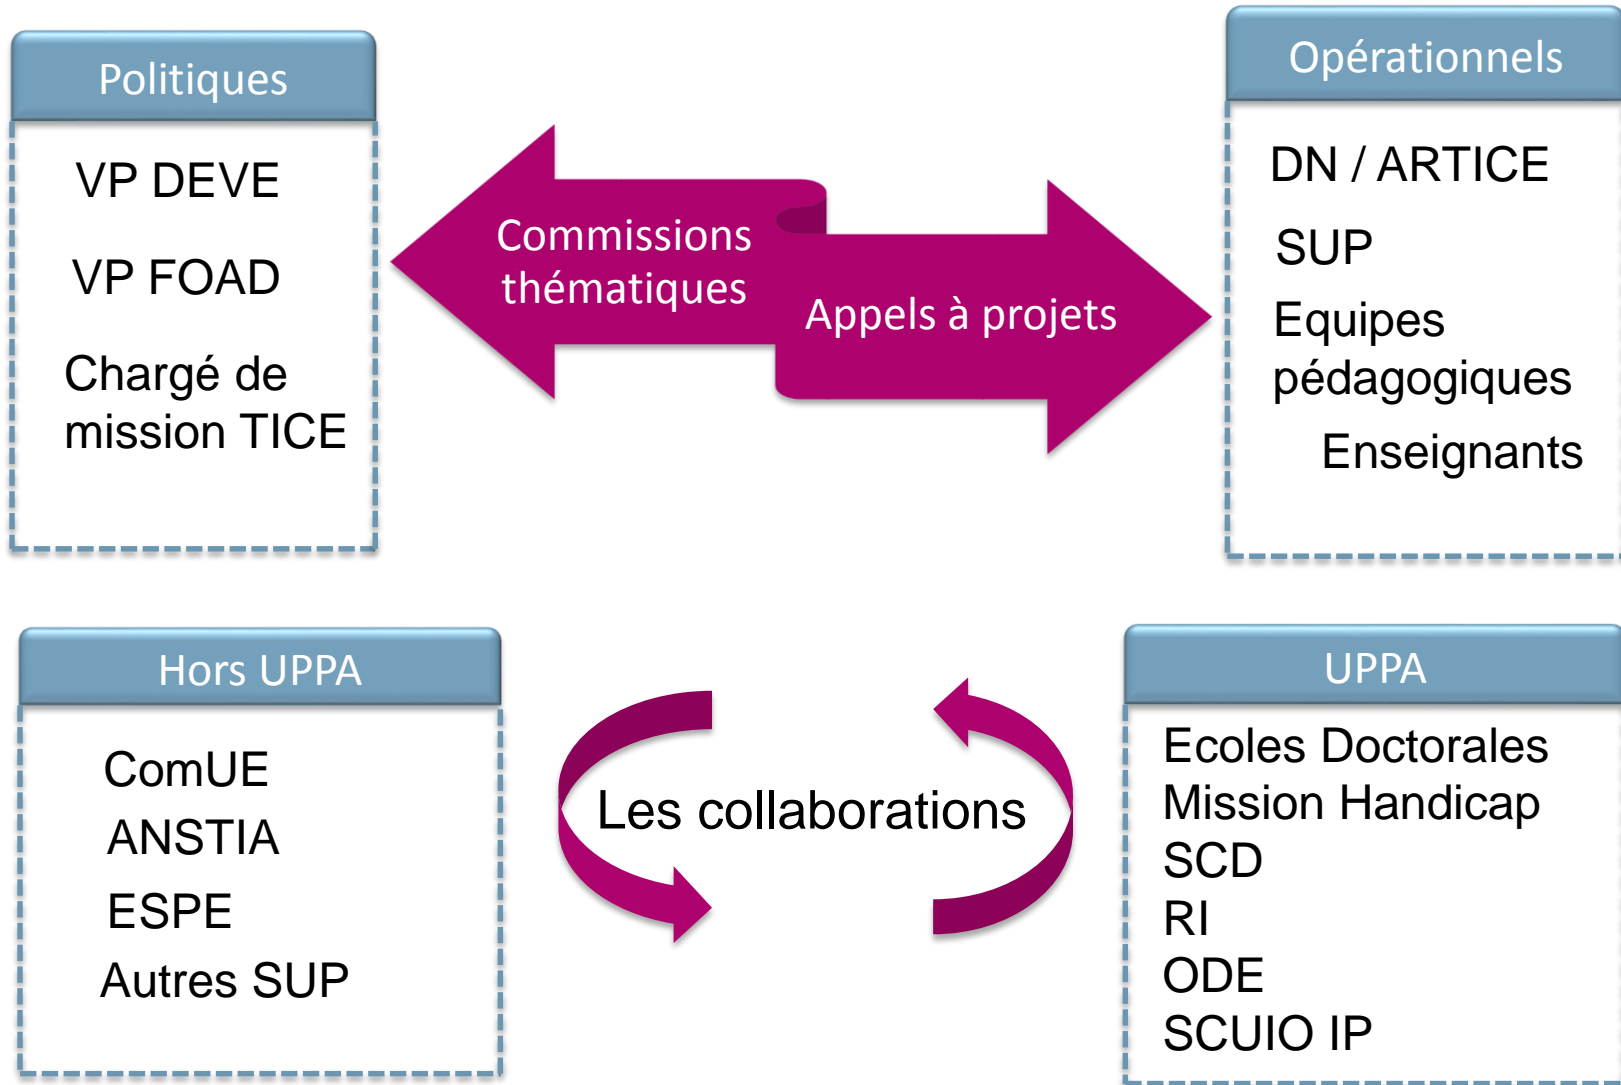 Politiques
VP DEVE
VP FOAD
Chargé de
mission TICE
Commissions
thématiques
Appels à projets
Opérationnels
DN / ARTICE
SUP
Equipes
pédagogiques
Enseignants
Hors UPPA
ComUE
ANSTIA
ESPE
Autres SUP
Les collaborations
UPPA
Ecoles Doctorales
Mission Handicap
SCD
RI
ODE
SCUIO IP